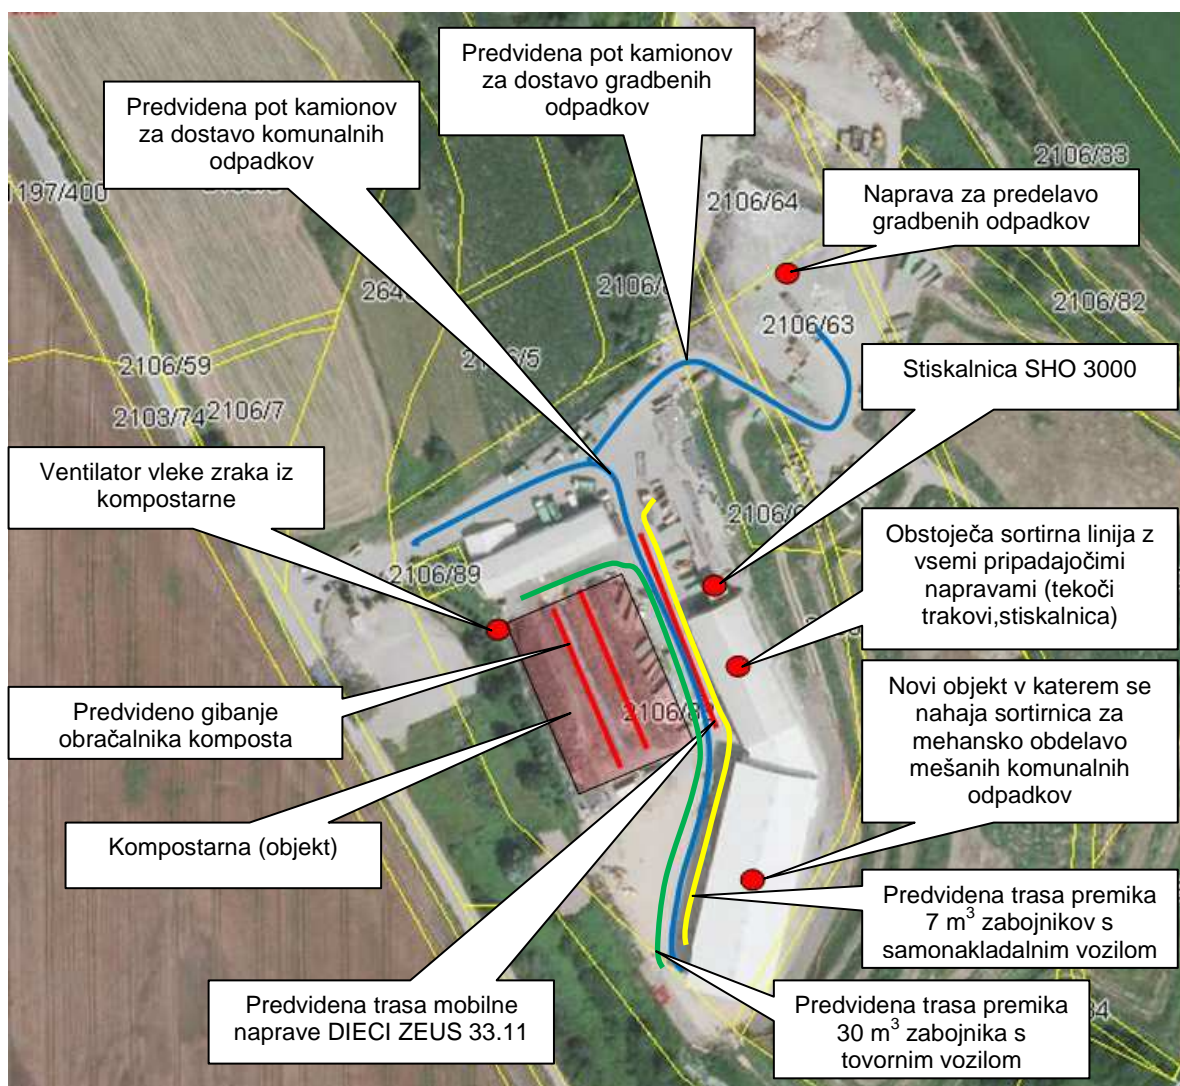 Predvidena pot kamionov
za dostavo gradbenih
odpadkov
Predvidena pot kamionov
za dostavo komunalnih
odpadkov
2106/83
1197/400
2106/64
Naprava za predelavo
gradbenih odpadkov
2106/82
2106/63
2106/59
2103/74
2106/7
Stiskalnica SHO 3000
Ventilator vleke zraka iz
kompostarne
Obstoječa sortirna linija z
vsemi pripadajočimi
napravami (tekoči
trakovi,stiskalnica)
2106/89
Novi objekt v katerem se
nahaja sortirnica za
mehansko obdelavo
mešanih komunalnih
odpadkov
Predvideno gibanje
obračalnika komposta
Kompostarna (objekt)
Predvidena trasa premika
7 m³ zabojnikov s
samonakladalnim vozilom
Predvidena trasa mobilne
naprave DIECI ZEUS 33.11
Predvidena trasa premika
30 m³ zabojnika s
tovornim vozilom